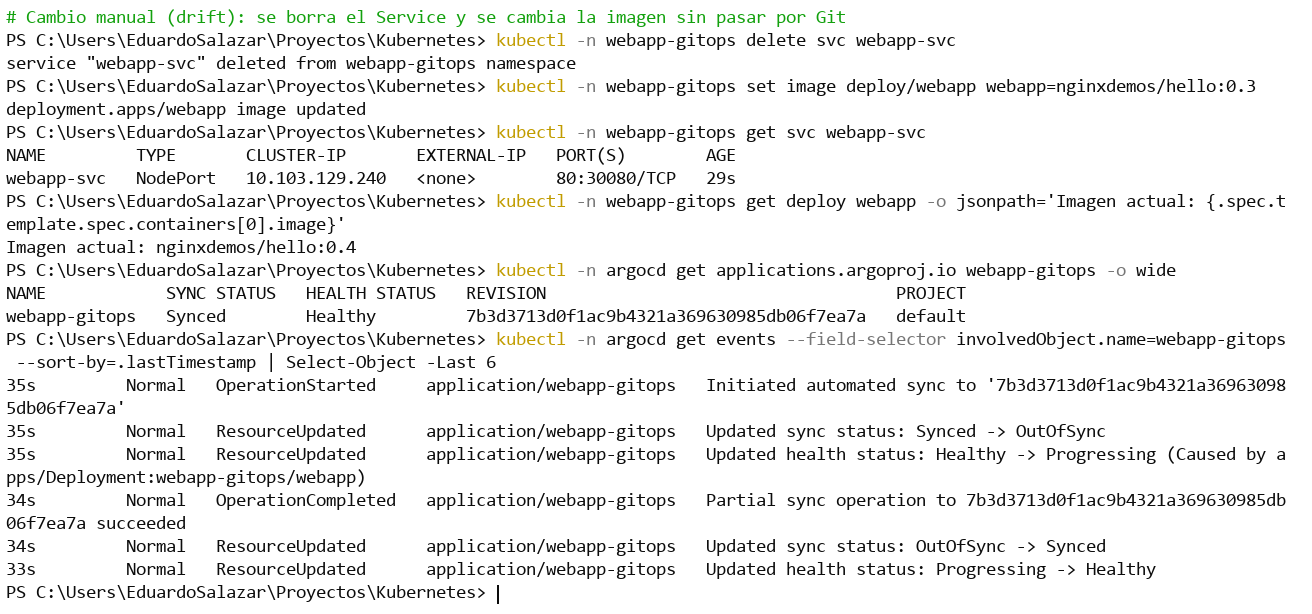 # Cambio manual (drift): se borra el Service y se cambia la imagen sin pasar por Git
PS C:\Users\EduardoSalazar\Proyectos\Kubernetes> kubectl -n webapp-gitops delete svc webapp-svc
service "webapp-svc" deleted from webapp-gitops namespace
PS C:\Users\EduardoSalazar\Proyectos\Kubernetes> kubectl -n webapp-gitops set image deploy/webapp webapp=nginxdemos/hello:0.3
deployment.apps/webapp image updated
PS C:\Users\EduardoSalazar\Proyectos\Kubernetes> kubectl -n webapp-gitops get svc webapp-svc
NAME         TYPE       CLUSTER-IP       EXTERNAL-IP   PORT(S)        AGE
webapp-svc   NodePort   10.103.129.240   <none>        80:30080/TCP   29s
PS C:\Users\EduardoSalazar\Proyectos\Kubernetes> kubectl -n webapp-gitops get deploy webapp -o jsonpath='Imagen actual: {.spec.t
emplate.spec.containers[0].image}'
Imagen actual: nginxdemos/hello:0.4
PS C:\Users\EduardoSalazar\Proyectos\Kubernetes> kubectl -n argocd get applications.argoproj.io webapp-gitops -o wide
NAME            SYNC STATUS   HEALTH STATUS   REVISION                                   PROJECT
webapp-gitops   Synced        Healthy         7b3d3713d0f1ac9b4321a369630985db06f7ea7a   default
PS C:\Users\EduardoSalazar\Proyectos\Kubernetes> kubectl -n argocd get events --field-selector involvedObject.name=webapp-gitops
 --sort-by=.lastTimestamp | Select-Object -Last 6
35s         Normal   OperationStarted     application/webapp-gitops   Initiated automated sync to '7b3d3713d0f1ac9b4321a36963098
5db06f7ea7a'
35s         Normal   ResourceUpdated      application/webapp-gitops   Updated sync status: Synced -> OutOfSync
35s         Normal   ResourceUpdated      application/webapp-gitops   Updated health status: Healthy -> Progressing (Caused by a
pps/Deployment:webapp-gitops/webapp)
34s         Normal   OperationCompleted   application/webapp-gitops   Partial sync operation to 7b3d3713d0f1ac9b4321a369630985db
06f7ea7a succeeded
34s         Normal   ResourceUpdated      application/webapp-gitops   Updated sync status: OutOfSync -> Synced
33s         Normal   ResourceUpdated      application/webapp-gitops   Updated health status: Progressing -> Healthy
PS C:\Users\EduardoSalazar\Proyectos\Kubernetes>